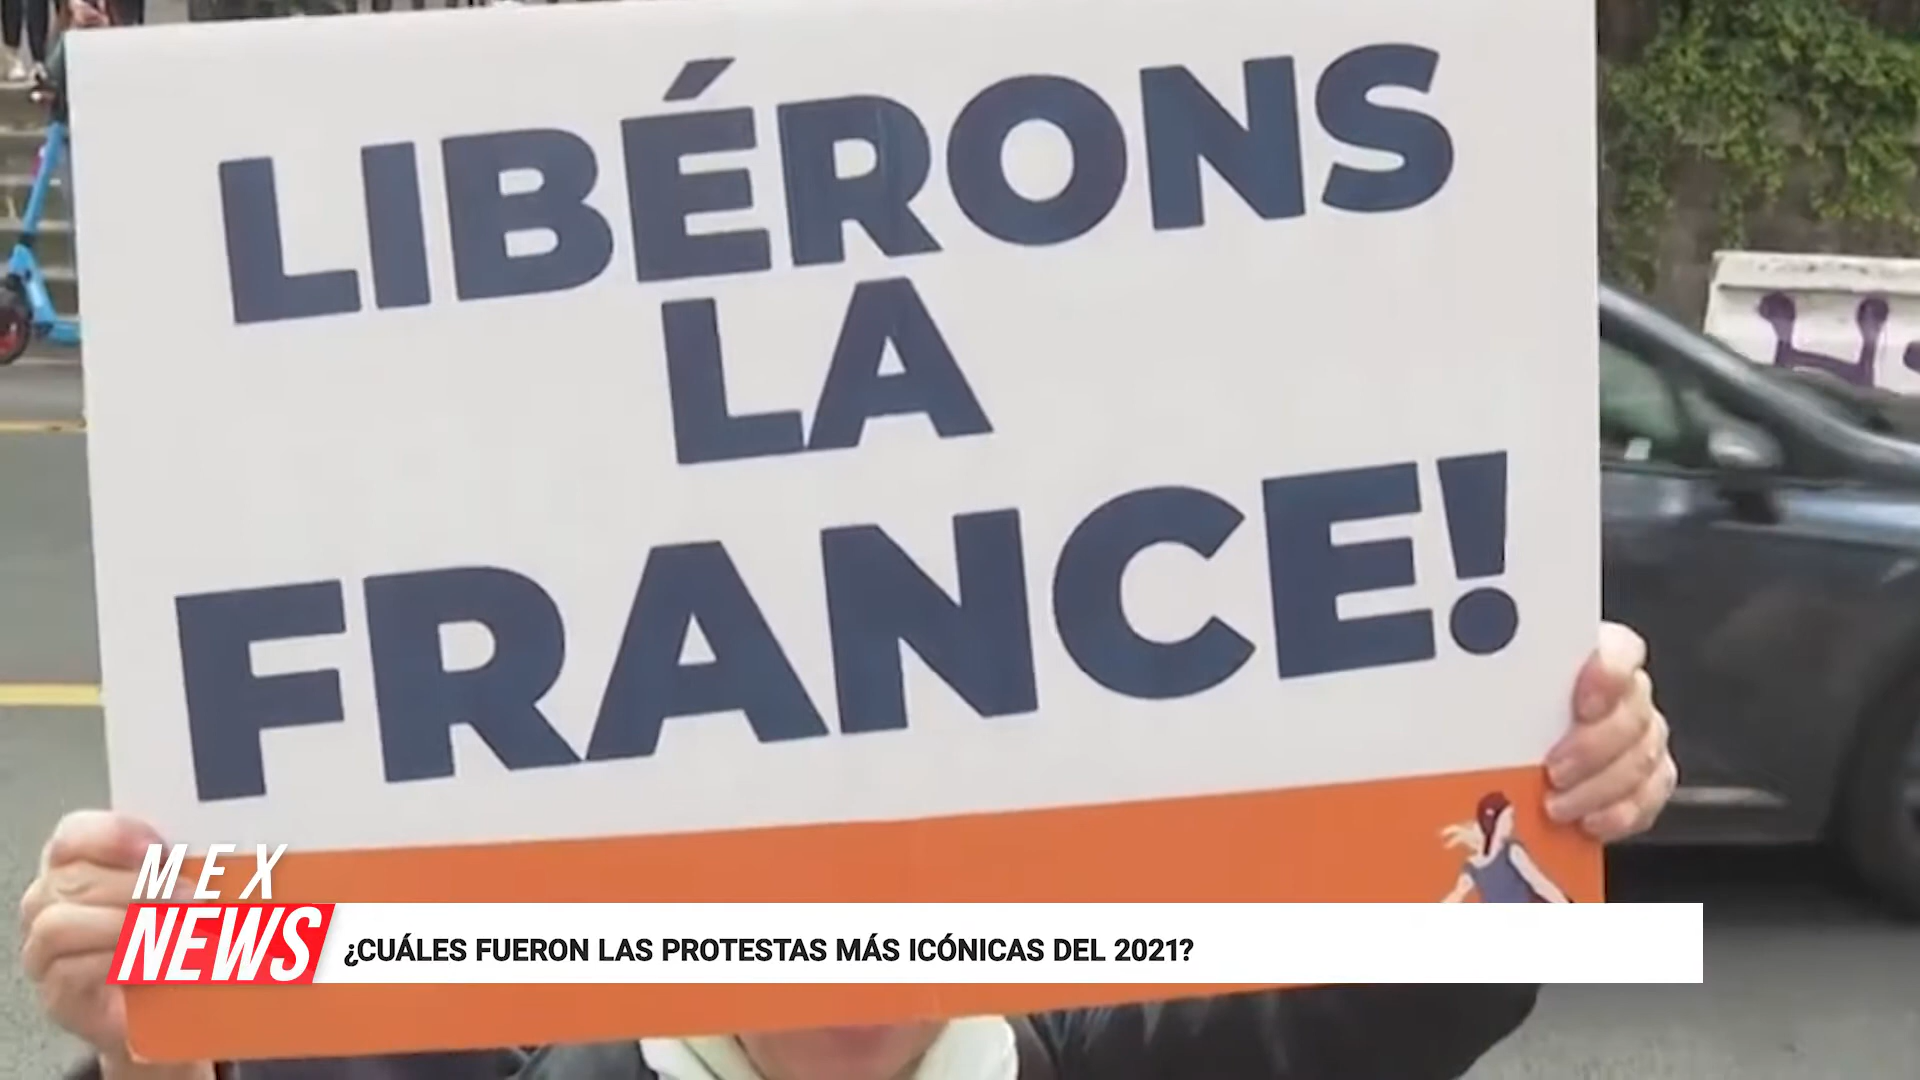 LIBÉRONS
LA
FRANCE!
MEX
NEWS
¿CUÁLES FUERON LAS PROTESTAS MÁS ICÓNICAS DEL 2021?